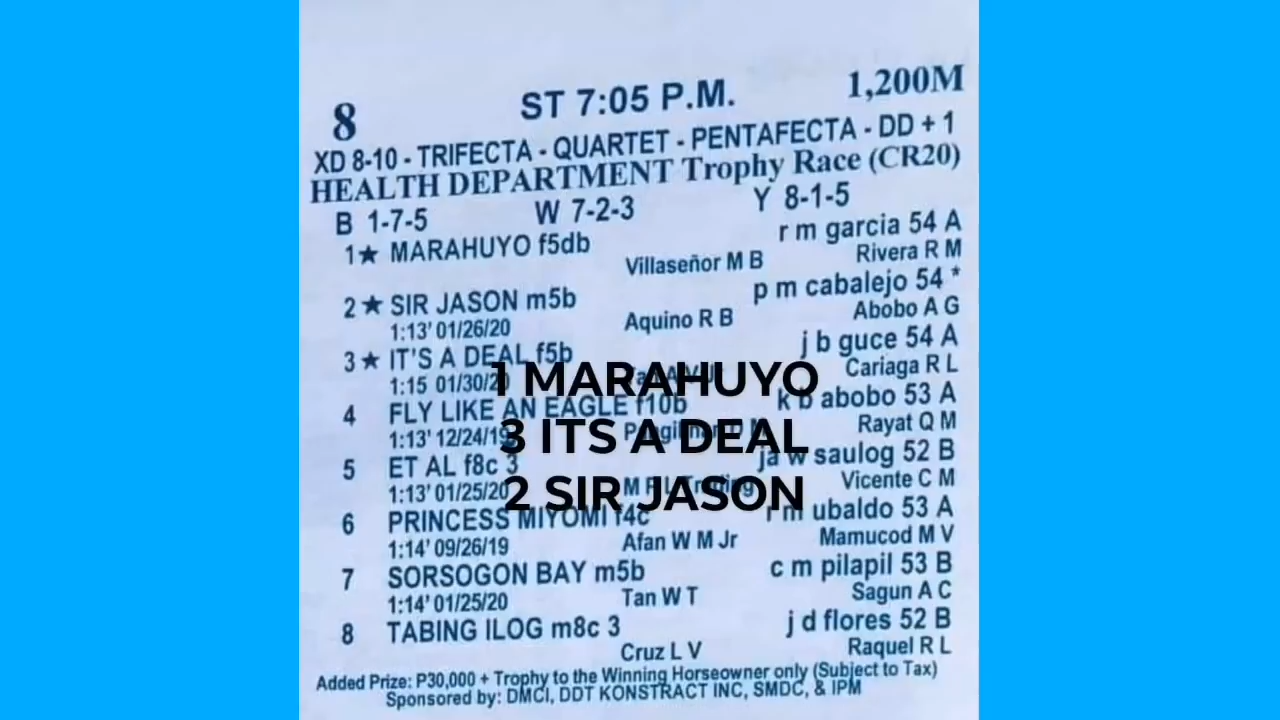 8 ST 7:05 P.M. 1,200M
XD 8-10 - TRIFECTA - QUARTET - PENTAFECTA - DD + 1
HEALTH DEPARTMENT Trophy Race (CR20)
B 1-7-5 W 7-2-3 Y 8-1-5
1★ MARAHUYO f5db r m garcia 54 A
Villaseñor M B Rivera R M
2★ SIR JASON m5b p m cabalejo 54 *
1:13' 01/26/20 Aquino R B Abobo A G
3★ IT'S A DEAL f5b j b guce 54 A
1:15 01/30/20 Cariaga R L
4 FLY LIKE AN EAGLE f10b k b abobo 53 A
1:13' 12/24/19 Rayat Q M
5 ET AL f8c 3 ja w saulog 52 B
1:13' 01/25/20 Vicente C M
6 PRINCESS MIYOMI f4c r m ubaldo 53 A
1:14' 09/26/19 Afan W M Jr Mamucod M V
7 SORSOGON BAY m5b c m pilapil 53 B
1:14' 01/25/20 Tan W T Sagun A C
8 TABING ILOG m8c 3 j d flores 52 B
Cruz L V Raquel R L
Added Prize: P30,000 + Trophy to the Winning Horseowner only (Subject to Tax)
Sponsored by: DMCI, DDT KONSTRACT INC, SMDC, & IPM
1 MARAHUYO
3 ITS A DEAL
2 SIR JASON